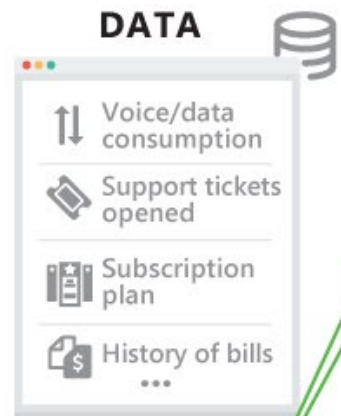 DATA
Voice/data
consumption
Support tickets
opened
Subscription
plan
$ History of bills
...